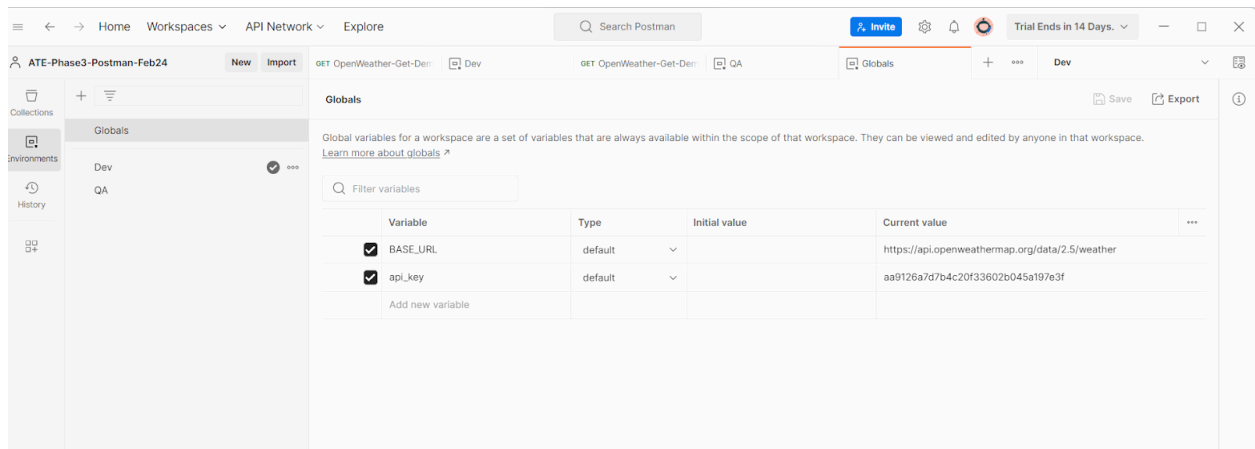 Home Workspaces API Network Explore Search Postman Invite Trial Ends in 14 Days.
ATE-Phase3-Postman-Feb24 New Import GET OpenWeather-Get-Dem Dev GET OpenWeather-Get-Dem QA Globals Dev
Collections
Environments
History
Globals
Dev
QA
Globals Save Export
Global variables for a workspace are a set of variables that are always available within the scope of that workspace. They can be viewed and edited by anyone in that workspace.
Learn more about globals
Filter variables
Variable Type Initial value Current value
BASE_URL default https://api.openweathermap.org/data/2.5/weather
api_key default aa9126a7d7b4c20f33602b045a197e3f
Add new variable